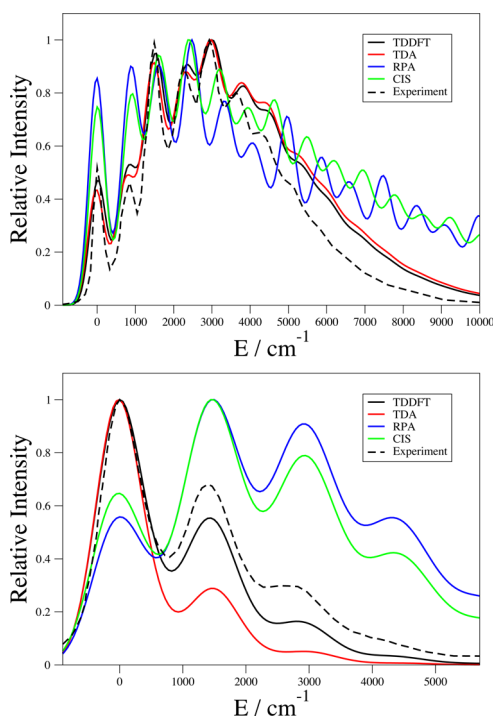 1
0.8
0.6
0.4
0.2
0
Relative Intensity
TDDFT
TDA
RPA
CIS
Experiment
0 1000 2000 3000 4000 5000 6000 7000 8000 9000 10000
E / cm-1
1
0.8
0.6
0.4
0.2
0
Relative Intensity
TDDFT
TDA
RPA
CIS
Experiment
0 1000 2000 3000 4000 5000
E / cm-1